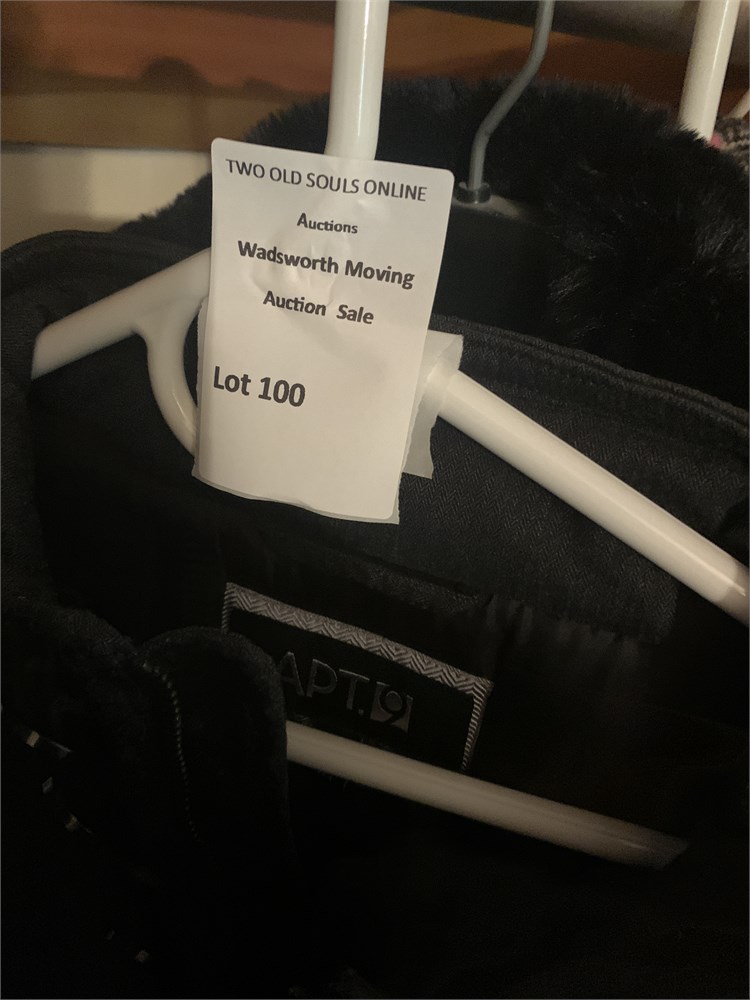 TWO OLD SOULS ONLINE
Auctions
Wadsworth Moving
Auction Sale
Lot 100
APT.9